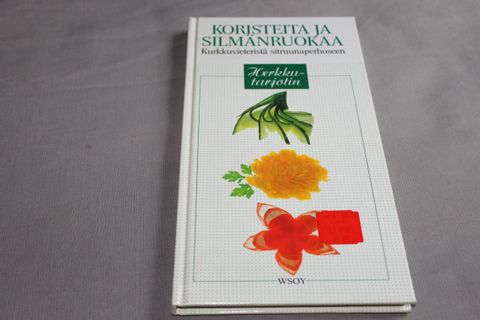 KORISTEITA JA
SILMÄNRUOKAA
Kurkkuvieteristä sitruunaperhoseen
Herkku-
tarjotin
WSOY